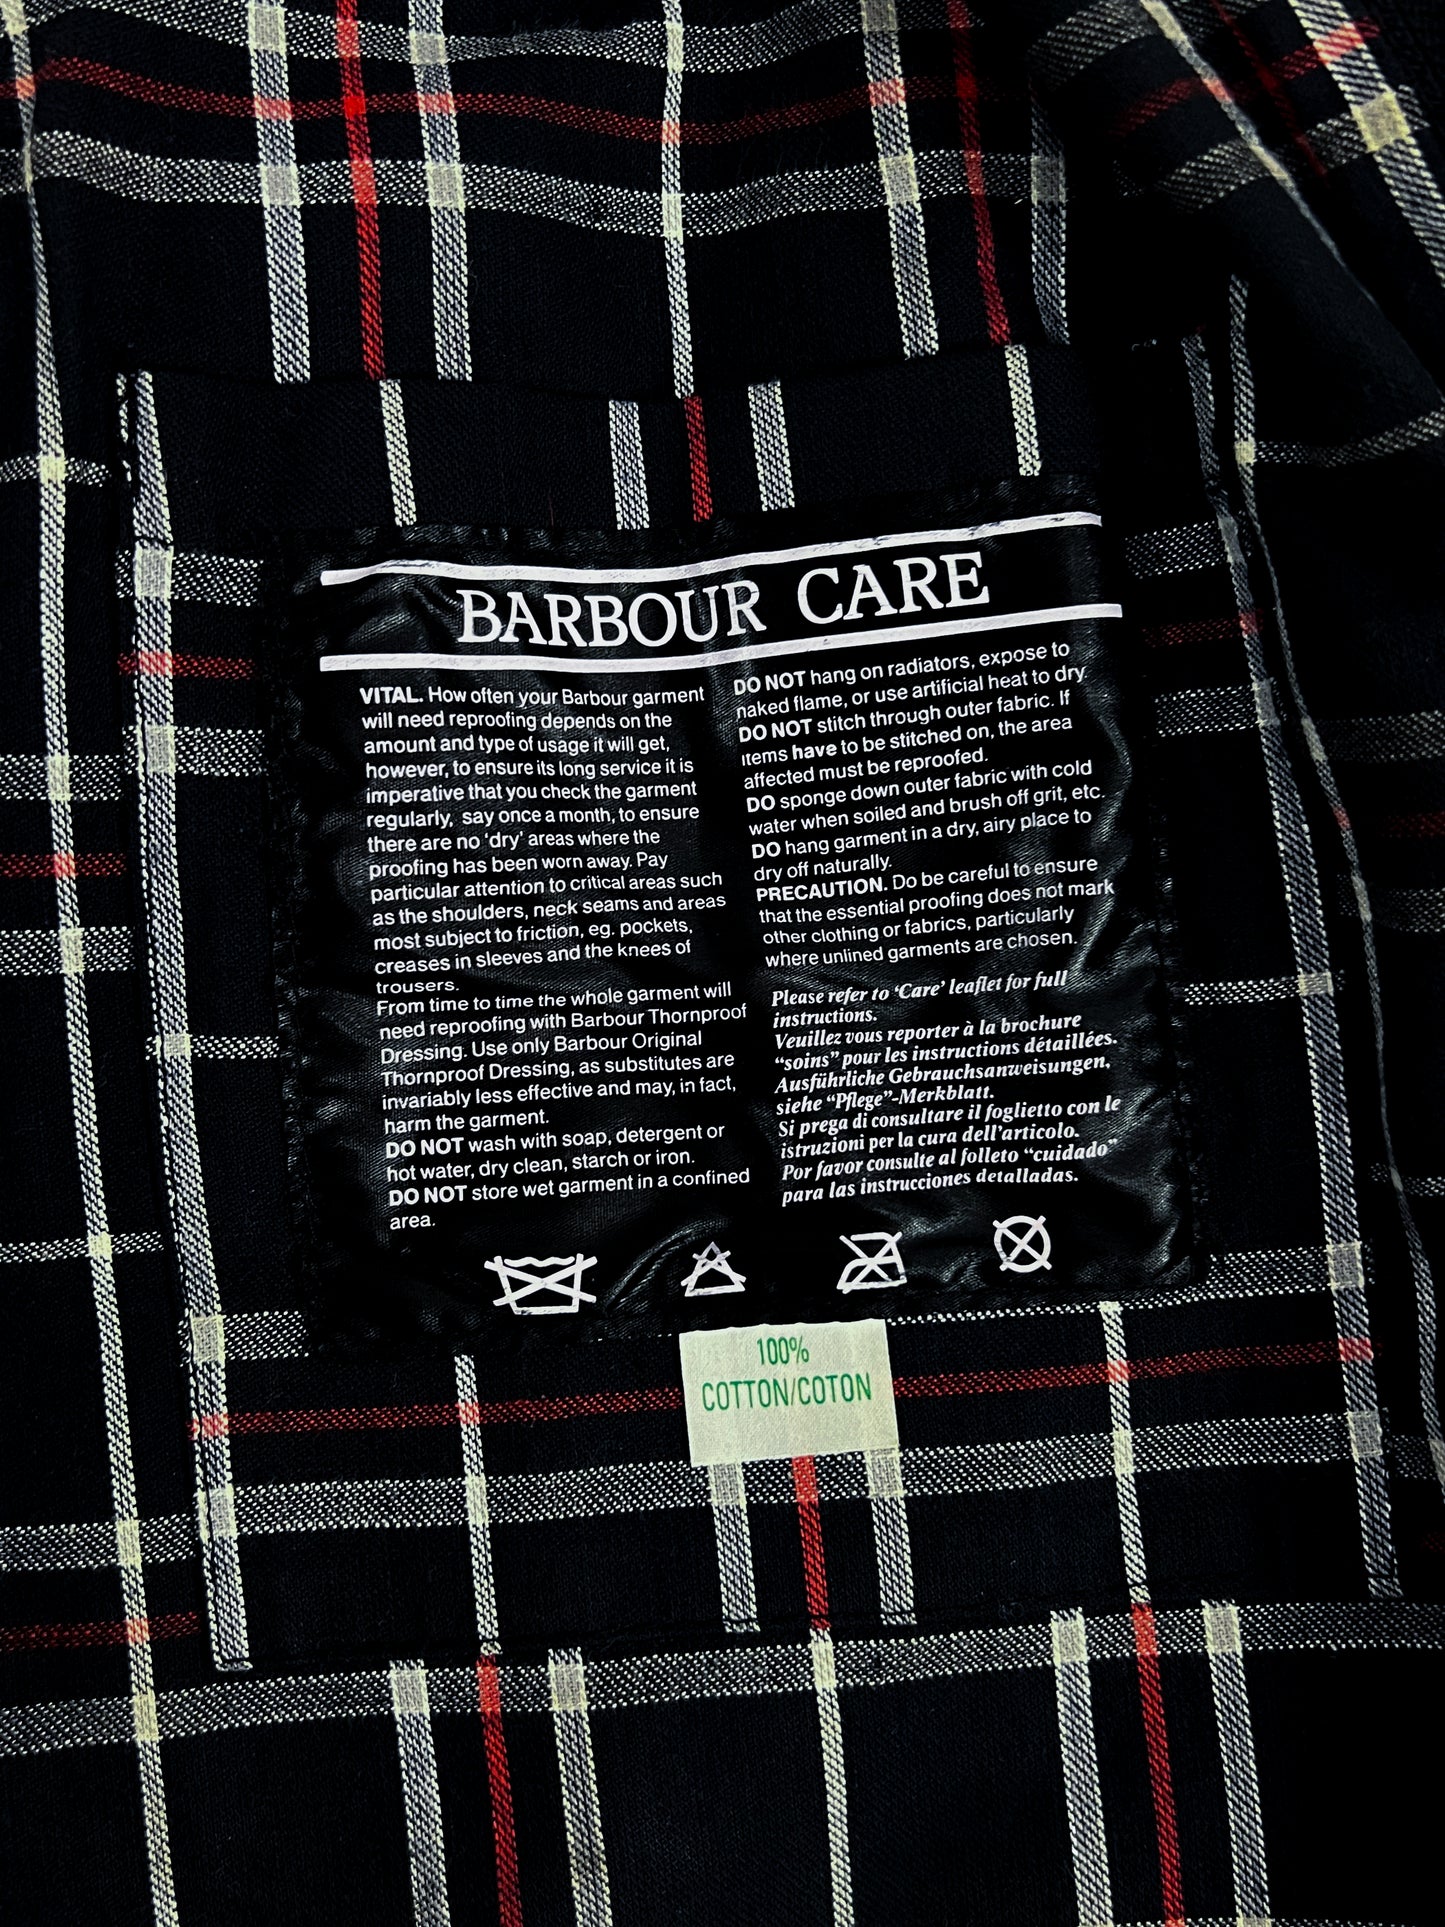 BARBOUR CARE
VITAL. How often your Barbour garment
will need reproofing depends on the
amount and type of usage it will get,
however, to ensure its long service it is
imperative that you check the garment
regularly, say once a month, to ensure
there are no ‘dry’ areas where the
proofing has been worn away. Pay
particular attention to critical areas such
as the shoulders, neck seams and areas
most subject to friction, eg. pockets,
creases in sleeves and the knees of
trousers.
From time to time the whole garment will
need reproofing with Barbour Thornproof
Dressing. Use only Barbour Original
Thornproof Dressing, as substitutes are
invariably less effective and may, in fact,
harm the garment.
DO NOT wash with soap, detergent or
hot water, dry clean, starch or iron.
DO NOT store wet garment in a confined
area.
DO NOT hang on radiators, expose to
naked flame, or use artificial heat to dry
DO NOT stitch through outer fabric. If
items have to be stitched on, the area
affected must be reproofed.
DO sponge down outer fabric with cold
water when soiled and brush off grit, etc.
DO hang garment in a dry, airy place to
dry off naturally.
PRECAUTION. Do be careful to ensure
that the essential proofing does not mark
other clothing or fabrics, particularly
where unlined garments are chosen.
Please refer to ‘Care’ leaflet for full
instructions.
Veuillez vous reporter à la brochure
“soins” pour les instructions détaillées.
Ausführliche Gebrauchsanweisungen,
siehe “Pflege”-Merkblatt.
Si prega di consultare il foglietto con le
istruzioni per la cura dell’articolo.
Por favor consulte al folleto “cuidado”
para las instrucciones detalladas.
100%
COTTON/COTON